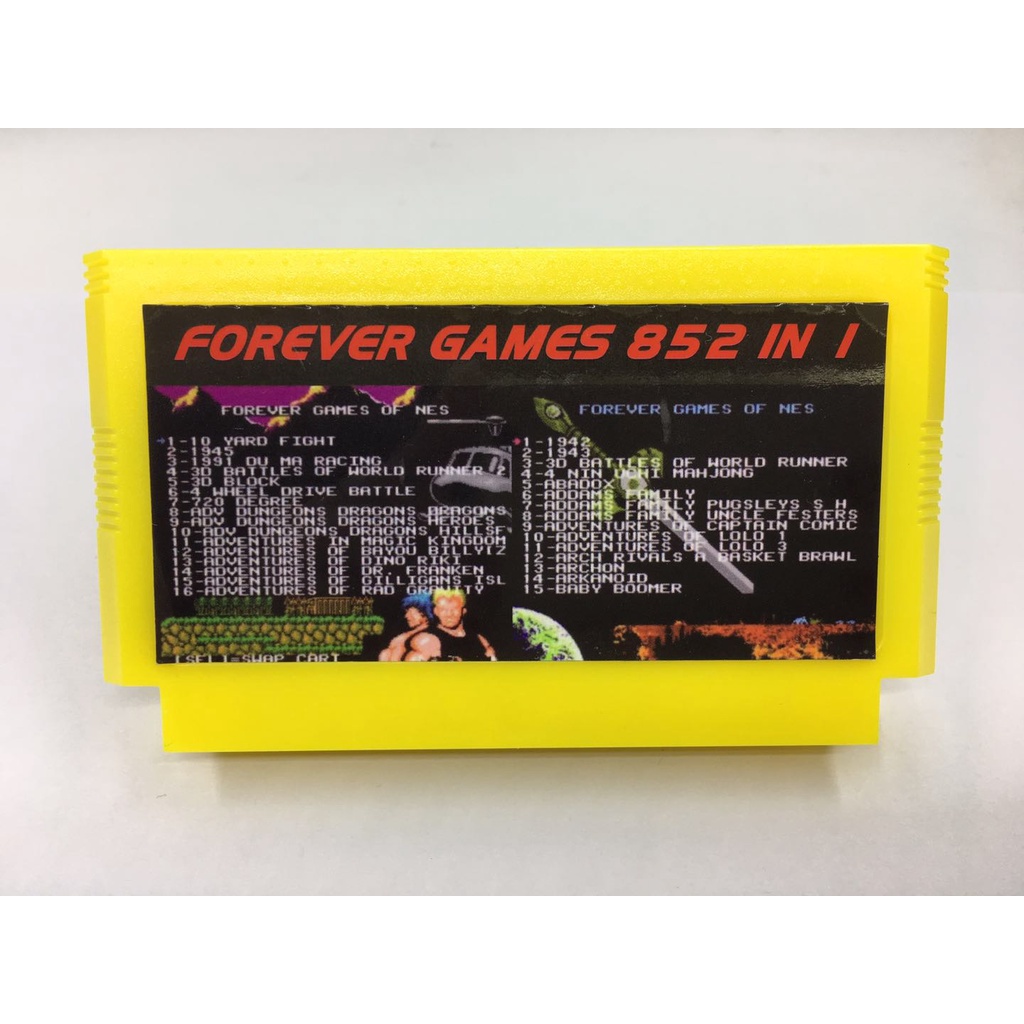 FOREVER GAMES 852 IN 1
FOREVER GAMES OF NES
1-10 YARD FIGHT
2-1945
3-1991 DU MA RACING
4-3D BATTLES OF WORLD RUNNER
5-3D BLOCK
6-4 WHEEL DRIVE BATTLE
7-720 DEGREE
8-ADV DUNGEONS DRAGONS DRAGONS
9-ADV DUNGEONS DRAGONS HEROES
10-ADV DUNGEONS DRAGONS HILLSF
11-ADVENTURES IN MAGIC KINGDOM
12-ADVENTURES OF BAYOU BILLY[Z
13-ADVENTURES OF DINO RIKI
14-ADVENTURES OF DR. FRANKEN
15-ADVENTURES OF GILLIGANS ISL
16-ADVENTURES OF RAD GRAVITY
[SEL]=SWAP CART
FOREVER GAMES OF NES
1-1942
2-1943
3-3D BATTLES OF WORLD RUNNER
4-4 NIN UCHI MAHJONG
5-ABADOX
6-ADDAMS FAMILY
7-ADDAMS FAMILY PUGSLEYS S H
8-ADDAMS FAMILY UNCLE FESTERS
9-ADVENTURES OF CAPTAIN COMIC
10-ADVENTURES OF LOLO 1
11-ADVENTURES OF LOLO 3
12-ARCH RIVALS A BASKET BRAWL
13-ARCHON
14-ARKANOID
15-BABY BOOMER